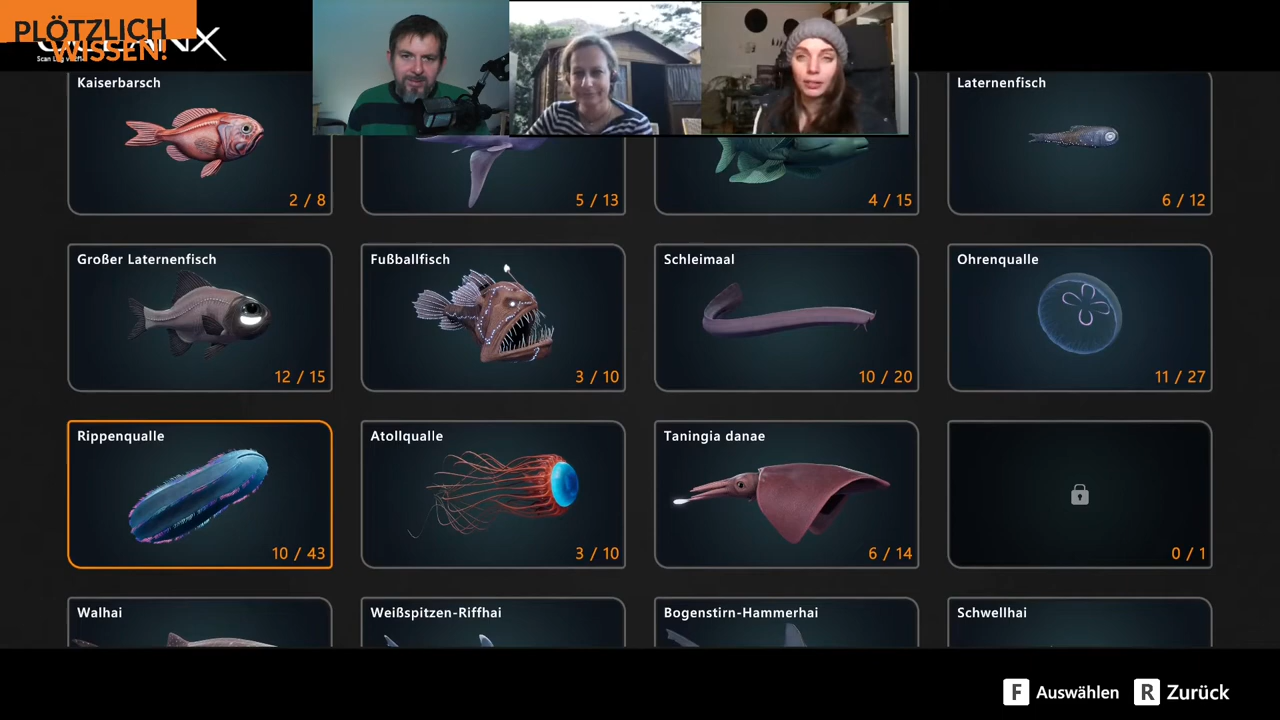 PLÖTZLICH
WISSEN!
Kaiserbarsch
2 / 8
5 / 13
4 / 15
Laternenfisch
6 / 12
Großer Laternenfisch
12 / 15
Fußballfisch
3 / 10
Schleimaal
10 / 20
Ohrenqualle
11 / 27
Rippenqualle
10 / 43
Atollqualle
3 / 10
Taningia danae
6 / 14
0 / 1
Walhai
Weißspitzen-Riffhai
Bogenstirn-Hammerhai
Schwellhai
F Auswählen
R Zurück